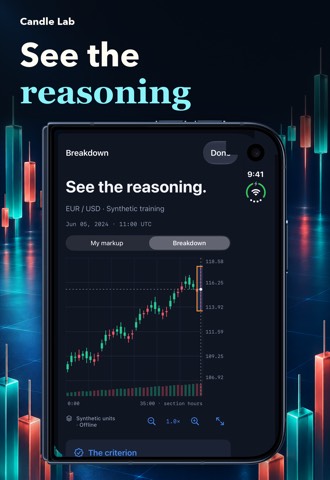 Candle Lab
See the
reasoning
Breakdown
9:41
See the reasoning.
EUR / USD · Synthetic training
Jun 05, 2024 · 11:00 UTC
My markup
Breakdown
118.58
116.25
113.92
111.59
109.25
106.92
0:00
35:00 · section hours
Synthetic units
· Offline
1.0×
The criterion